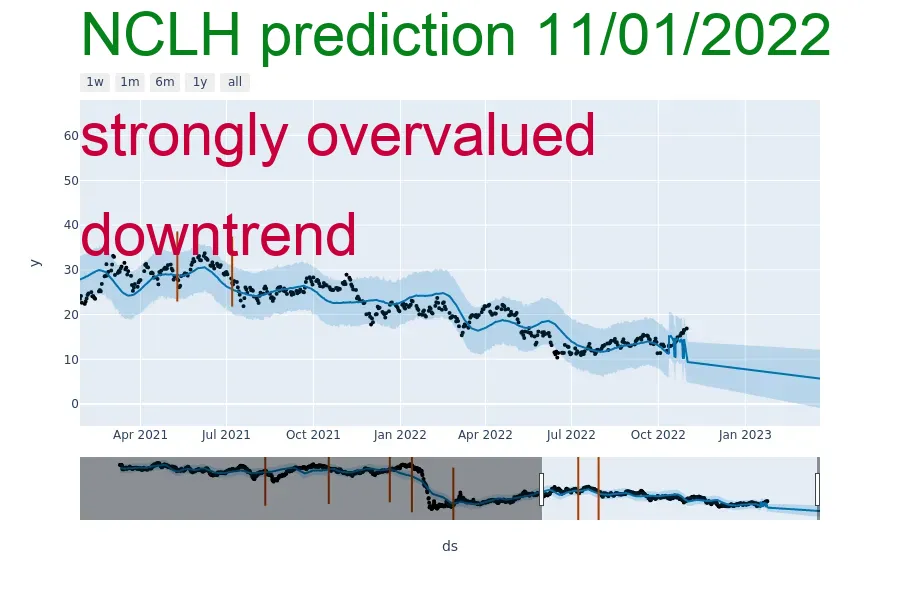 NCLH prediction 11/01/2022
1w 1m 6m 1y all
strongly overvalued
downtrend
y
60
50
40
30
20
10
0
Apr 2021 Jul 2021 Oct 2021 Jan 2022 Apr 2022 Jul 2022 Oct 2022 Jan 2023
ds